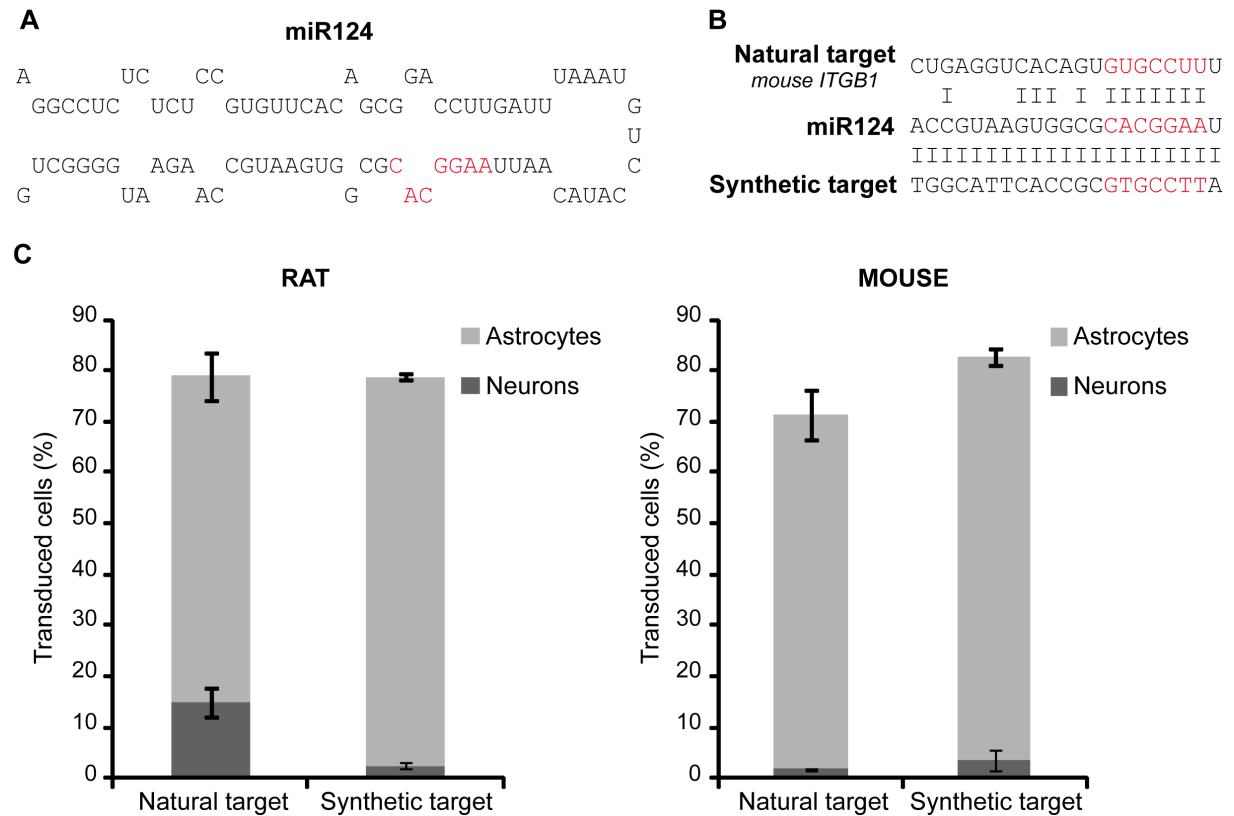 A
miR124
A UC CC A GA UAAAU
GGCCUC UCU GUGUUCAC GCG CCUUGAUU G
U
UCGGGG AGA CGUAAGUG CGC GGAAUUAA C
G UA AC G AC CAUAC
B
Natural target CUGAGGUCACAGUGUGCCUUU
mouse ITGB1 I III I IIIIIII
miR124 ACCGUAAGUGGCGCACGGAAU
IIIIIIIIIIIIIIIIIIIII
Synthetic target TGGCATTCACCGCGTGCCTTA
C
RAT
Transduced cells (%)
90
80
70
60
50
40
30
20
10
0
Astrocytes
Neurons
Natural target Synthetic target
MOUSE
Transduced cells (%)
90
80
70
60
50
40
30
20
10
0
Astrocytes
Neurons
Natural target Synthetic target